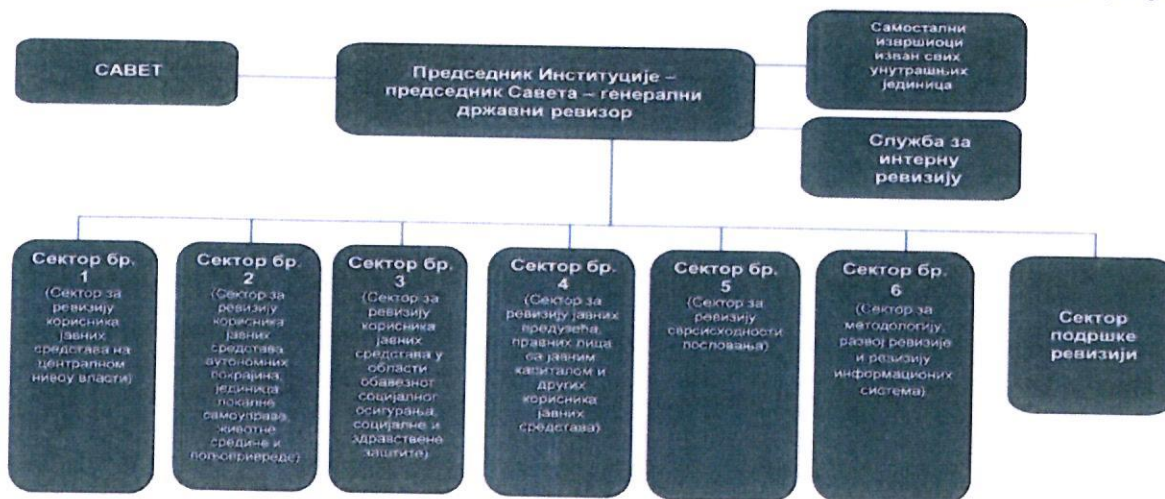 САВЕТ
Председник Институције –
председник Савета – генерални
државни ревизор
Самостални
извршиоци
изван свих
унутрашњих
јединица
Служба за
интерну
ревизију
Сектор бр.
1
(Сектор за
ревизију
корисника
јавних
средстава на
централном
нивоу власти)
Сектор бр.
2
(Сектор за
ревизију
корисника
јавних
средстава
аутономних
покрајина,
јединица
локалне
самоуправе,
животне
средине и
пољопривреде)
Сектор бр.
3
(Сектор за
ревизију
корисника
јавних
средстава у
области
обавезног
социјалног
осигурања,
социјалне и
здравствене
заштите)
Сектор бр.
4
(Сектор за
ревизију јавних
предузећа,
правних лица
са јавним
капиталом и
других
корисника
јавних
средстава)
Сектор бр.
5
(Сектор за
ревизију
сврсисходности
пословања)
Сектор бр.
6
(Сектор за
методологију,
развој ревизије
и ревизију
информационих
система)
Сектор
подршке
ревизији